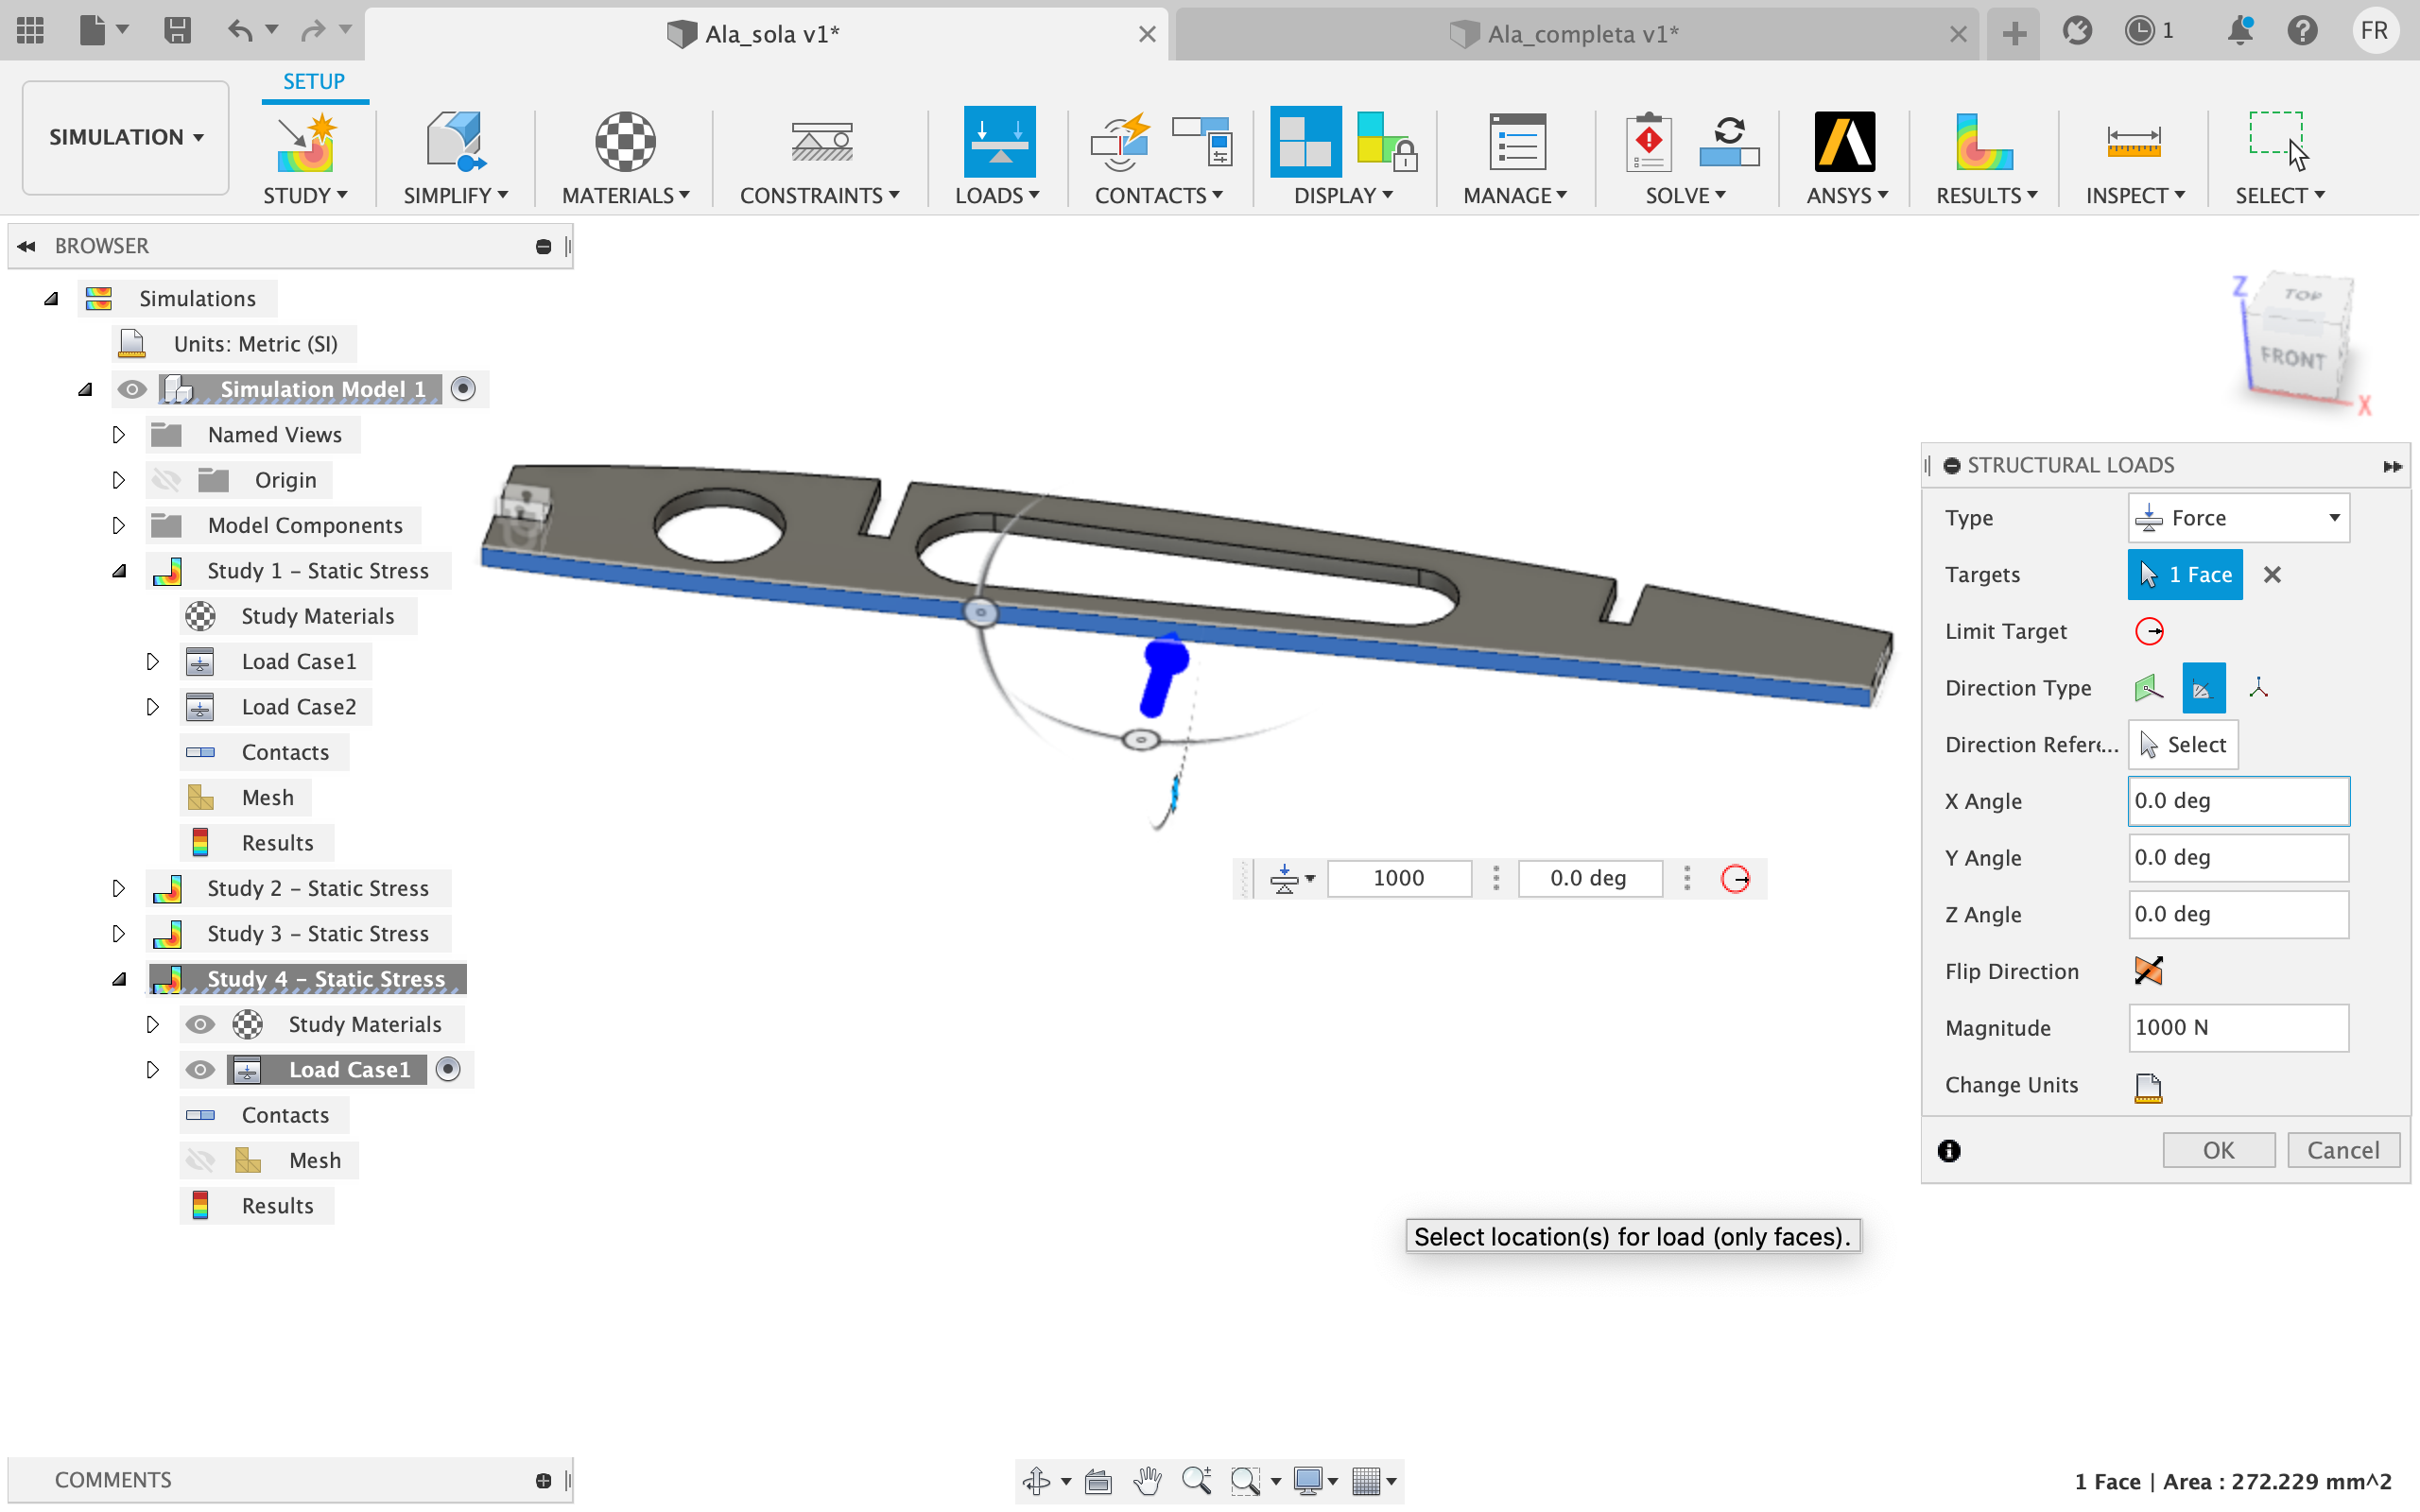 Ala_sola v1*
Ala_completa v1*
1
FR
SETUP
SIMULATION
STUDY
SIMPLIFY
MATERIALS
CONSTRAINTS
LOADS
CONTACTS
DISPLAY
MANAGE
SOLVE
ANSYS
RESULTS
INSPECT
SELECT
BROWSER
Simulations
Units: Metric (SI)
Simulation Model 1
Named Views
Origin
Model Components
Study 1 - Static Stress
Study Materials
Load Case1
Load Case2
Contacts
Mesh
Results
Study 2 - Static Stress
Study 3 - Static Stress
Study 4 - Static Stress
Study Materials
Load Case1
Contacts
Mesh
Results
Z
TOP
FRONT
X
STRUCTURAL LOADS
Type Force
Targets 1 Face
Limit Target
Direction Type
Direction Refer... Select
X Angle 0.0 deg
Y Angle 0.0 deg
Z Angle 0.0 deg
Flip Direction
Magnitude 1000 N
Change Units
OK Cancel
1000 0.0 deg
Select location(s) for load (only faces).
COMMENTS
1 Face | Area : 272.229 mm^2